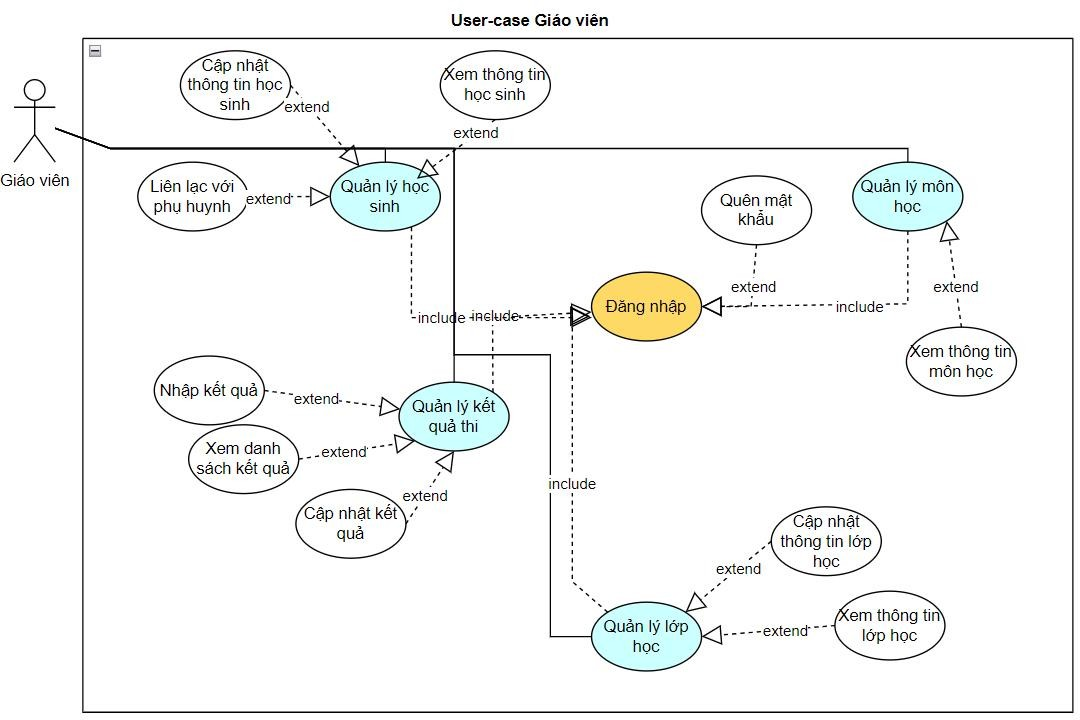 User-case Giáo viên
Cập nhật
thông tin học
sinh
Xem thông tin
học sinh
extend
extend
Giáo viên
Liên lạc với
phụ huynh
extend
Quản lý học
sinh
Quên mật
khẩu
Quản lý môn
học
extend
extend
Đăng nhập
include
include
include
Xem thông tin
môn học
Nhập kết quả
extend
Quản lý kết
quả thi
Xem danh
sách kết quả
extend
include
extend
Cập nhật kết
quả
Cập nhật
thông tin lớp
học
extend
Quản lý lớp
học
extend
Xem thông tin
lớp học